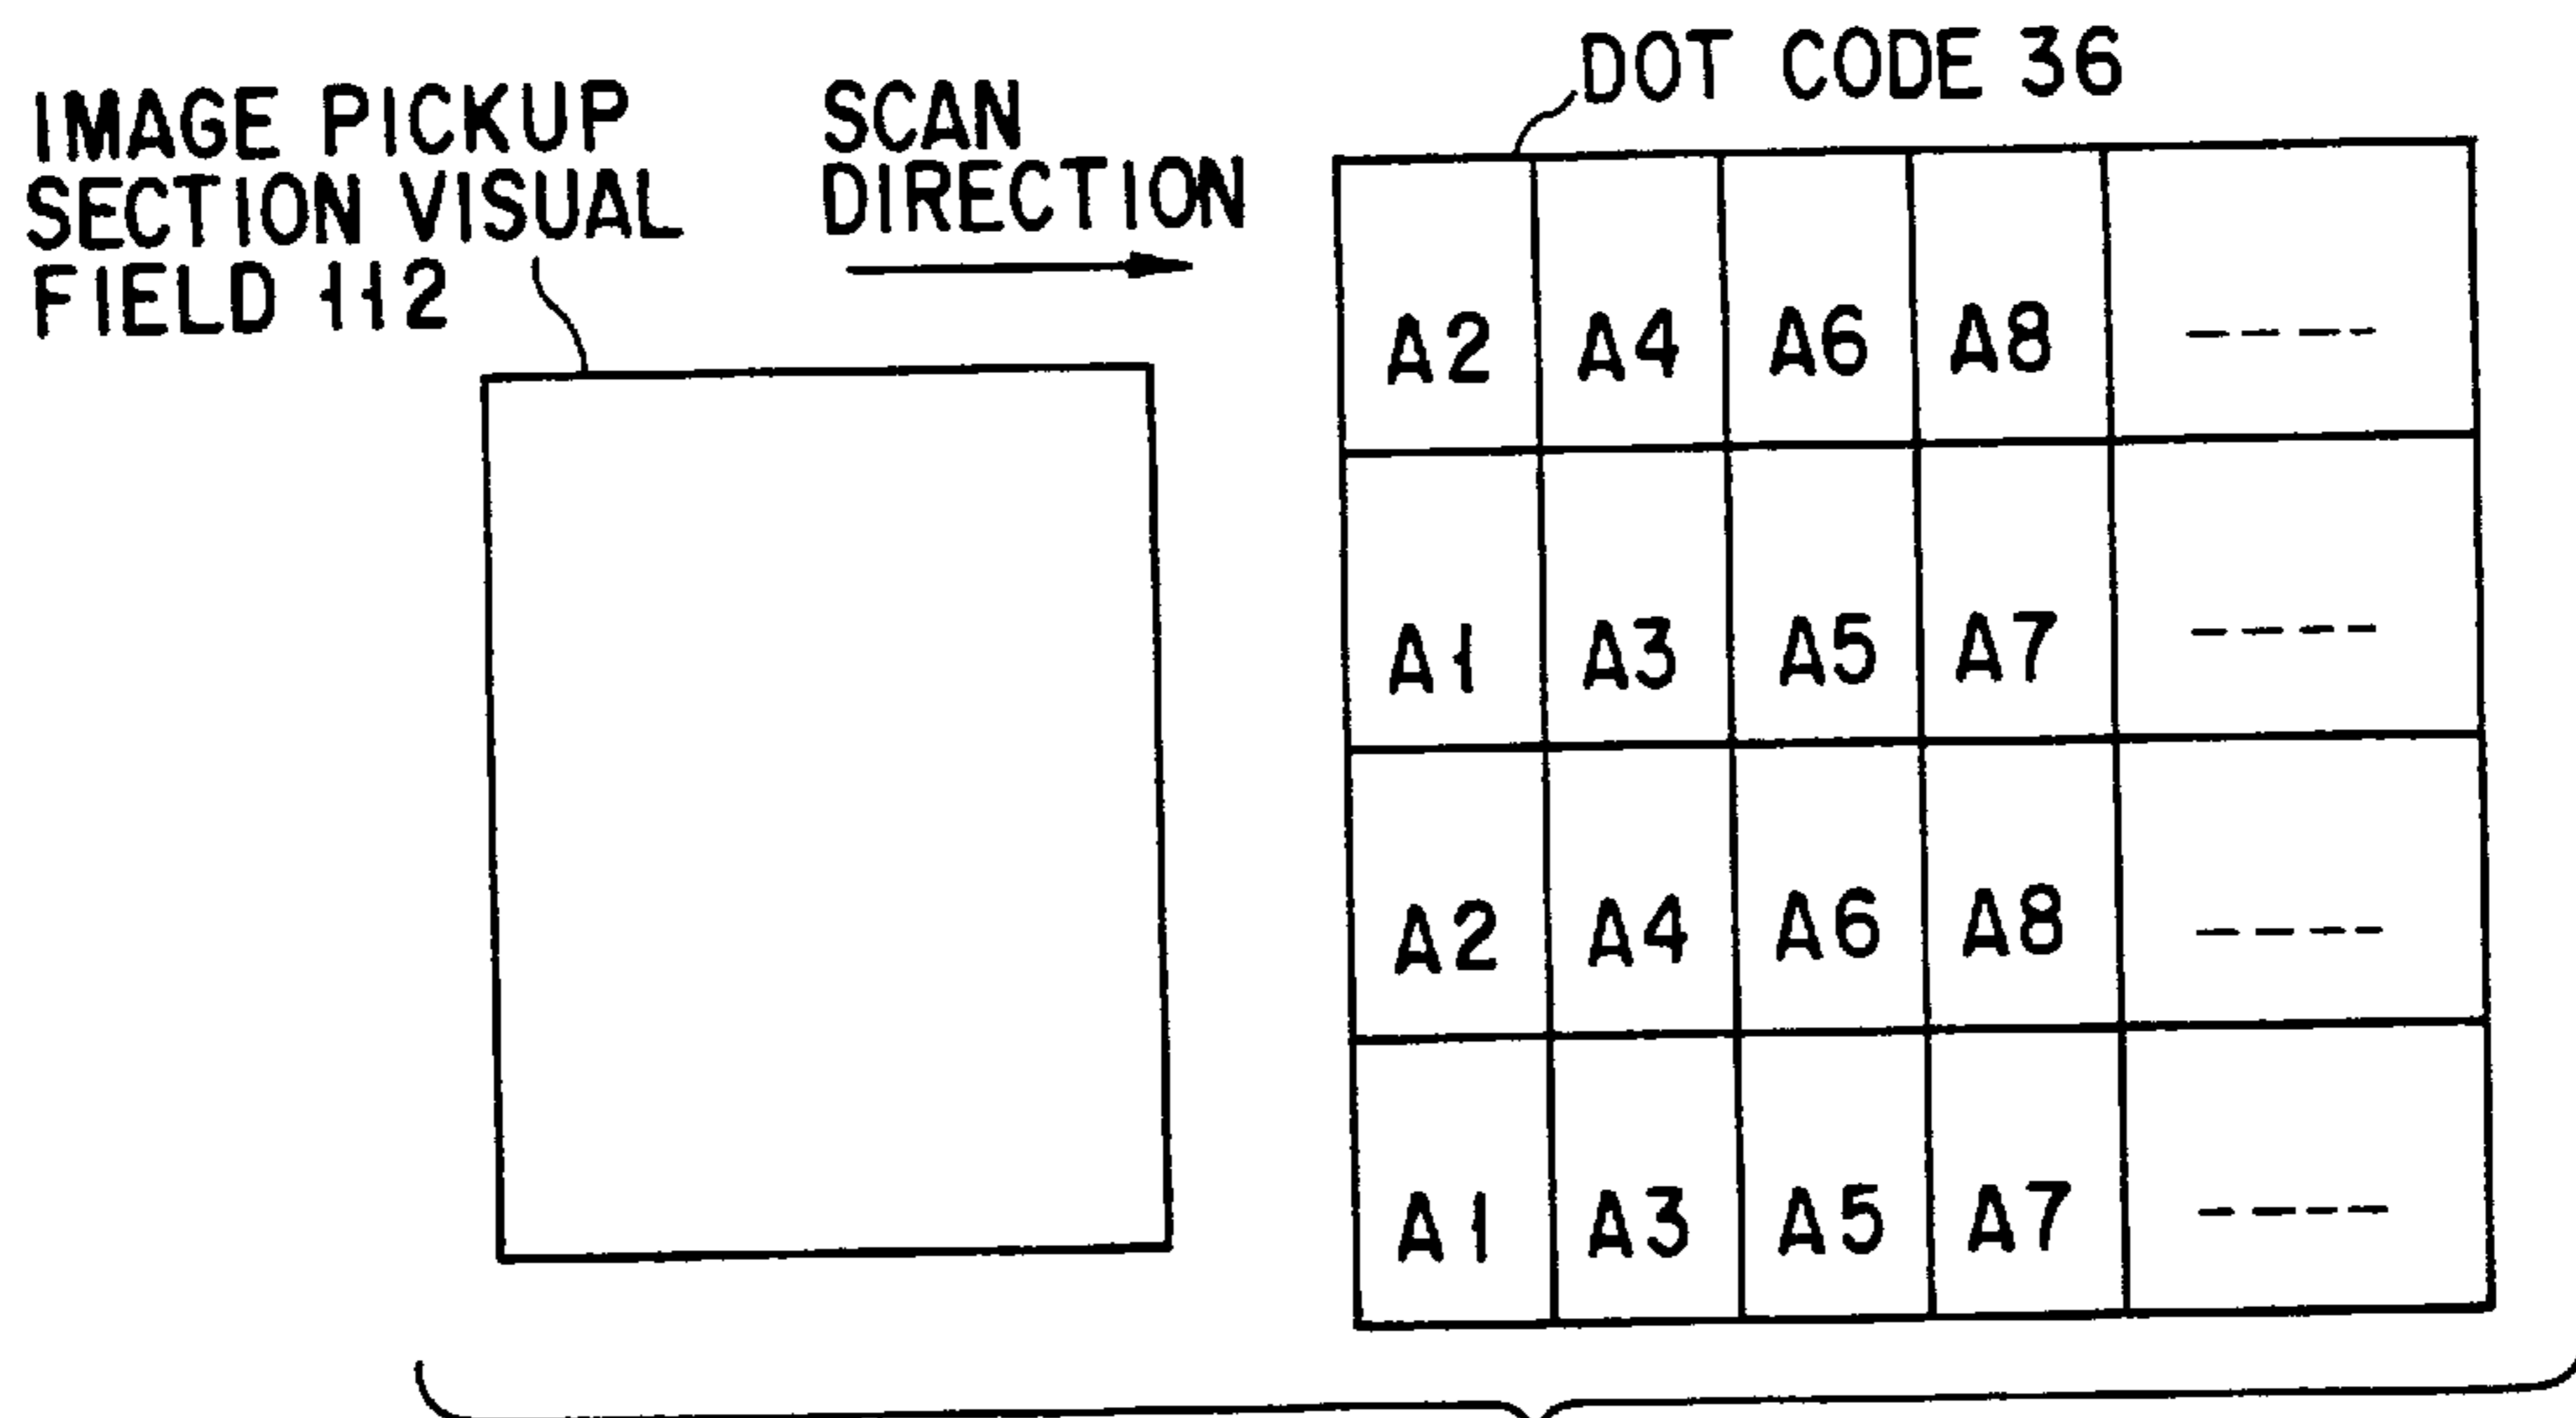 IMAGE PICKUP
SECTION VISUAL
FIELD 112
SCAN
DIRECTION
DOT CODE 36
A2 A4 A6 A8 ----
A1 A3 A5 A7 ----
A2 A4 A6 A8 ----
A1 A3 A5 A7 ----